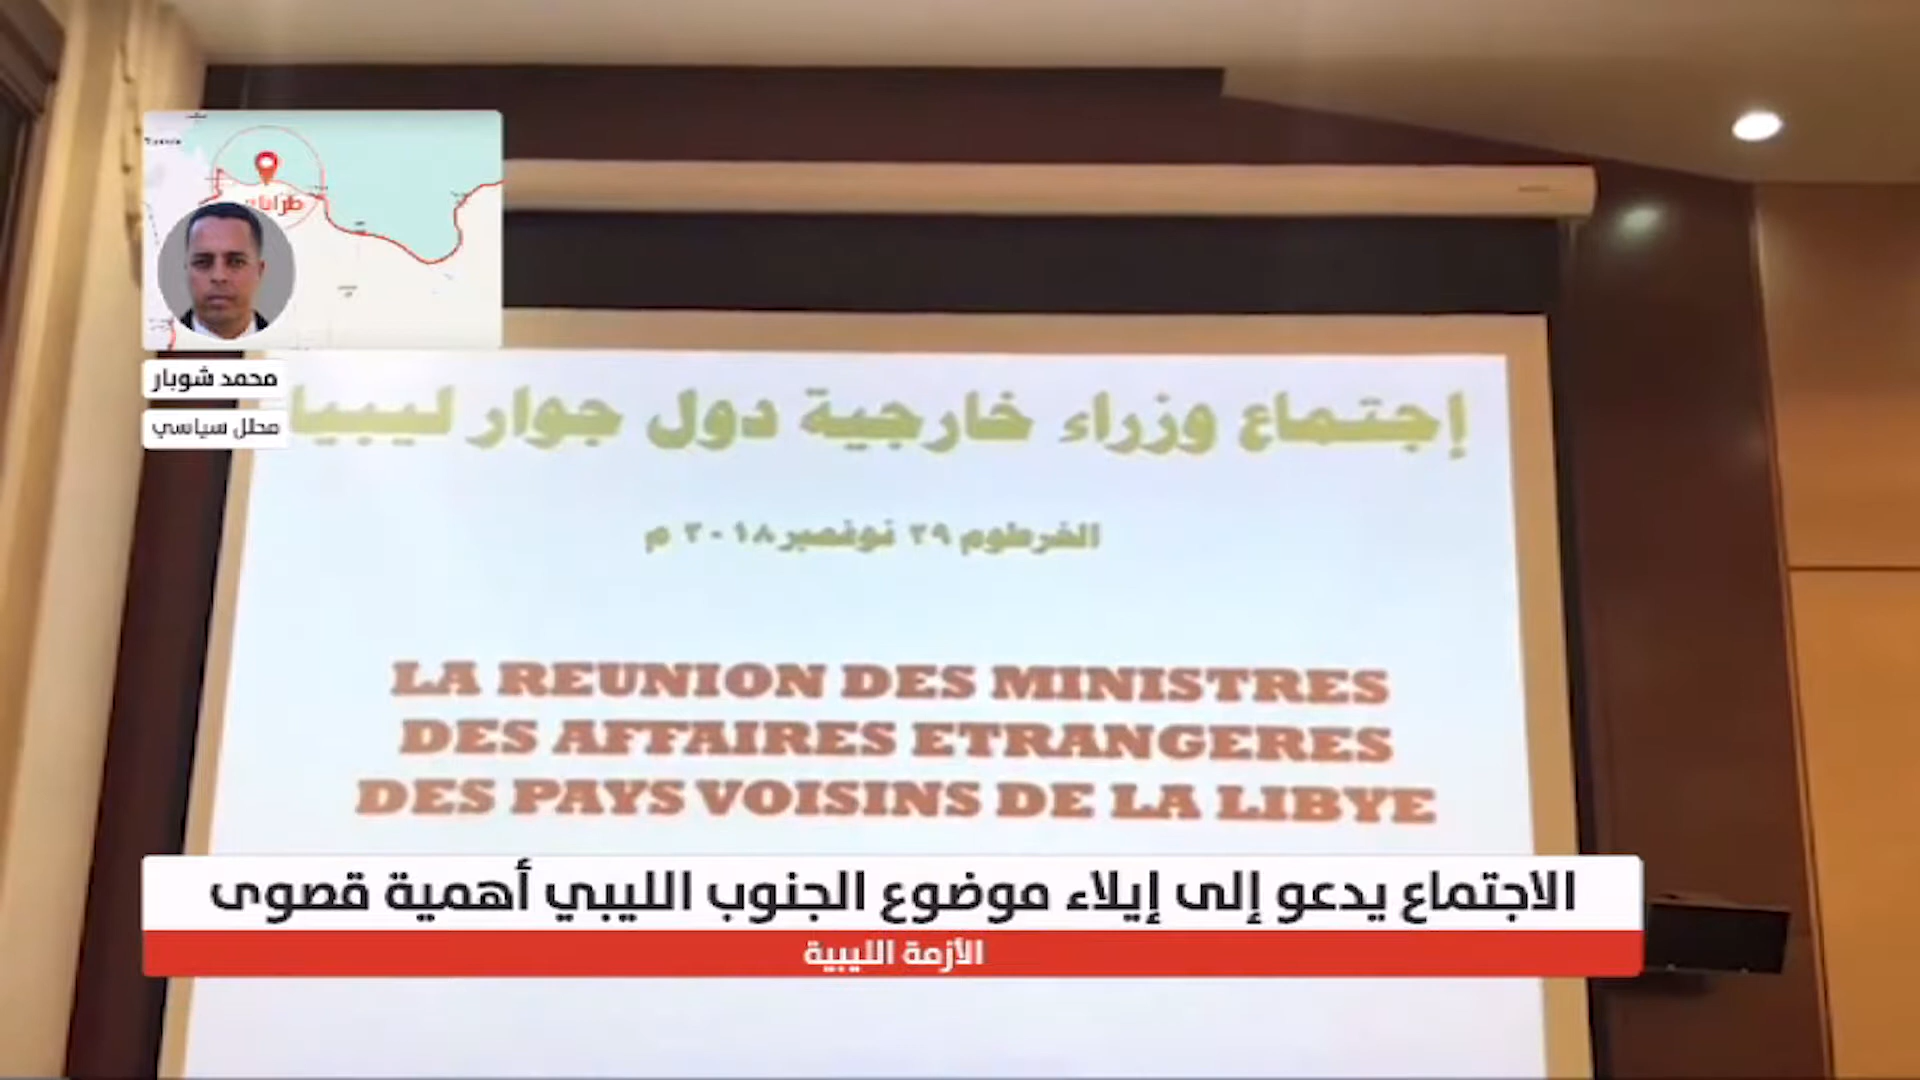 طرابلس
محمد شوبار
محلل سياسي
إجتماع وزراء خارجية دول جوار ليبيا
الخرطوم ٢٩ نوفمبر ٢٠١٨ م
LA REUNION DES MINISTRES
DES AFFAIRES ETRANGERES
DES PAYS VOISINS DE LA LIBYE
الاجتماع يدعو إلى إيلاء موضوع الجنوب الليبي أهمية قصوى
الأزمة الليبية